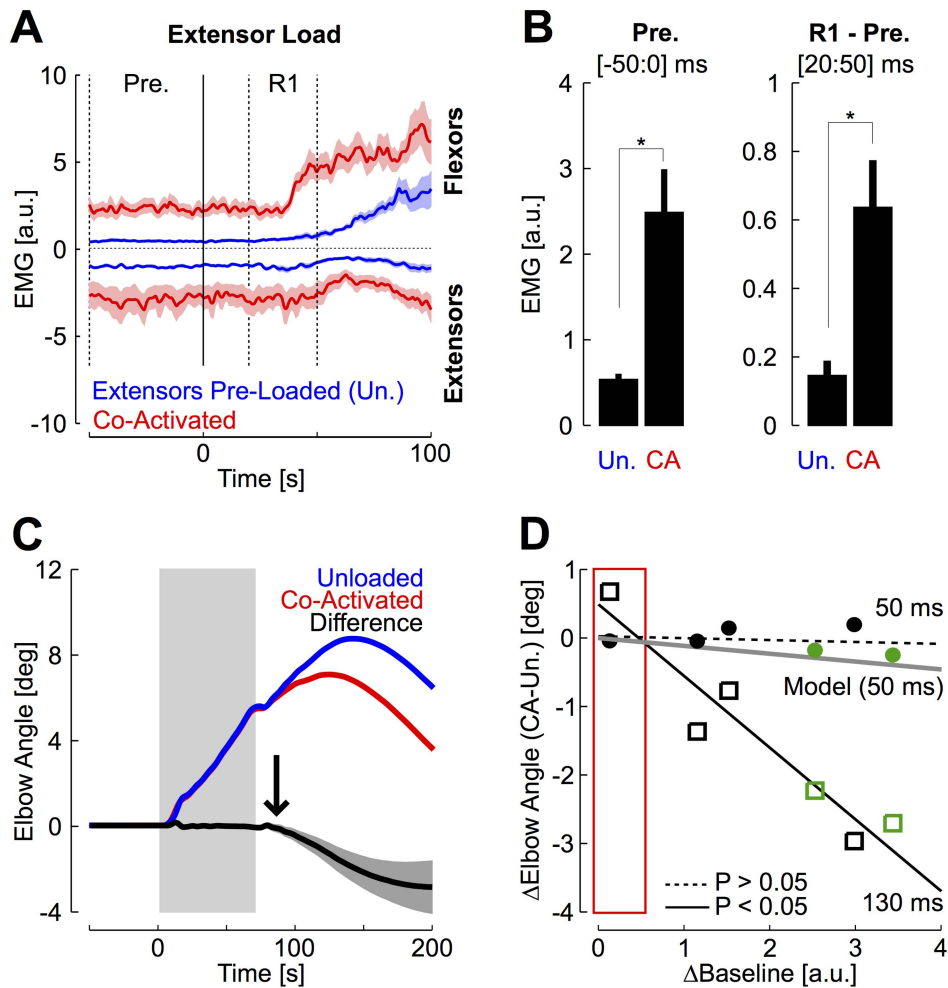 A
Extensor Load
Pre.
R1
10
5
0
-5
-10
EMG [a.u.]
Flexors
Extensors
Extensors Pre-Loaded (Un.)
Co-Activated
0
100
Time [s]
B
Pre.
[-50:0] ms
R1 - Pre.
[20:50] ms
4
3
2
1
0
EMG [a.u.]
*
Un. CA
1
0.8
0.6
0.4
0.2
0
*
Un. CA
C
12
8
4
0
-4
Elbow Angle [deg]
Unloaded
Co-Activated
Difference
0
100
200
Time [s]
D
1
0
-1
-2
-3
-4
ΔElbow Angle (CA-Un.) [deg]
50 ms
Model (50 ms)
P > 0.05
P < 0.05
130 ms
0
1
2
3
4
ΔBaseline [a.u.]